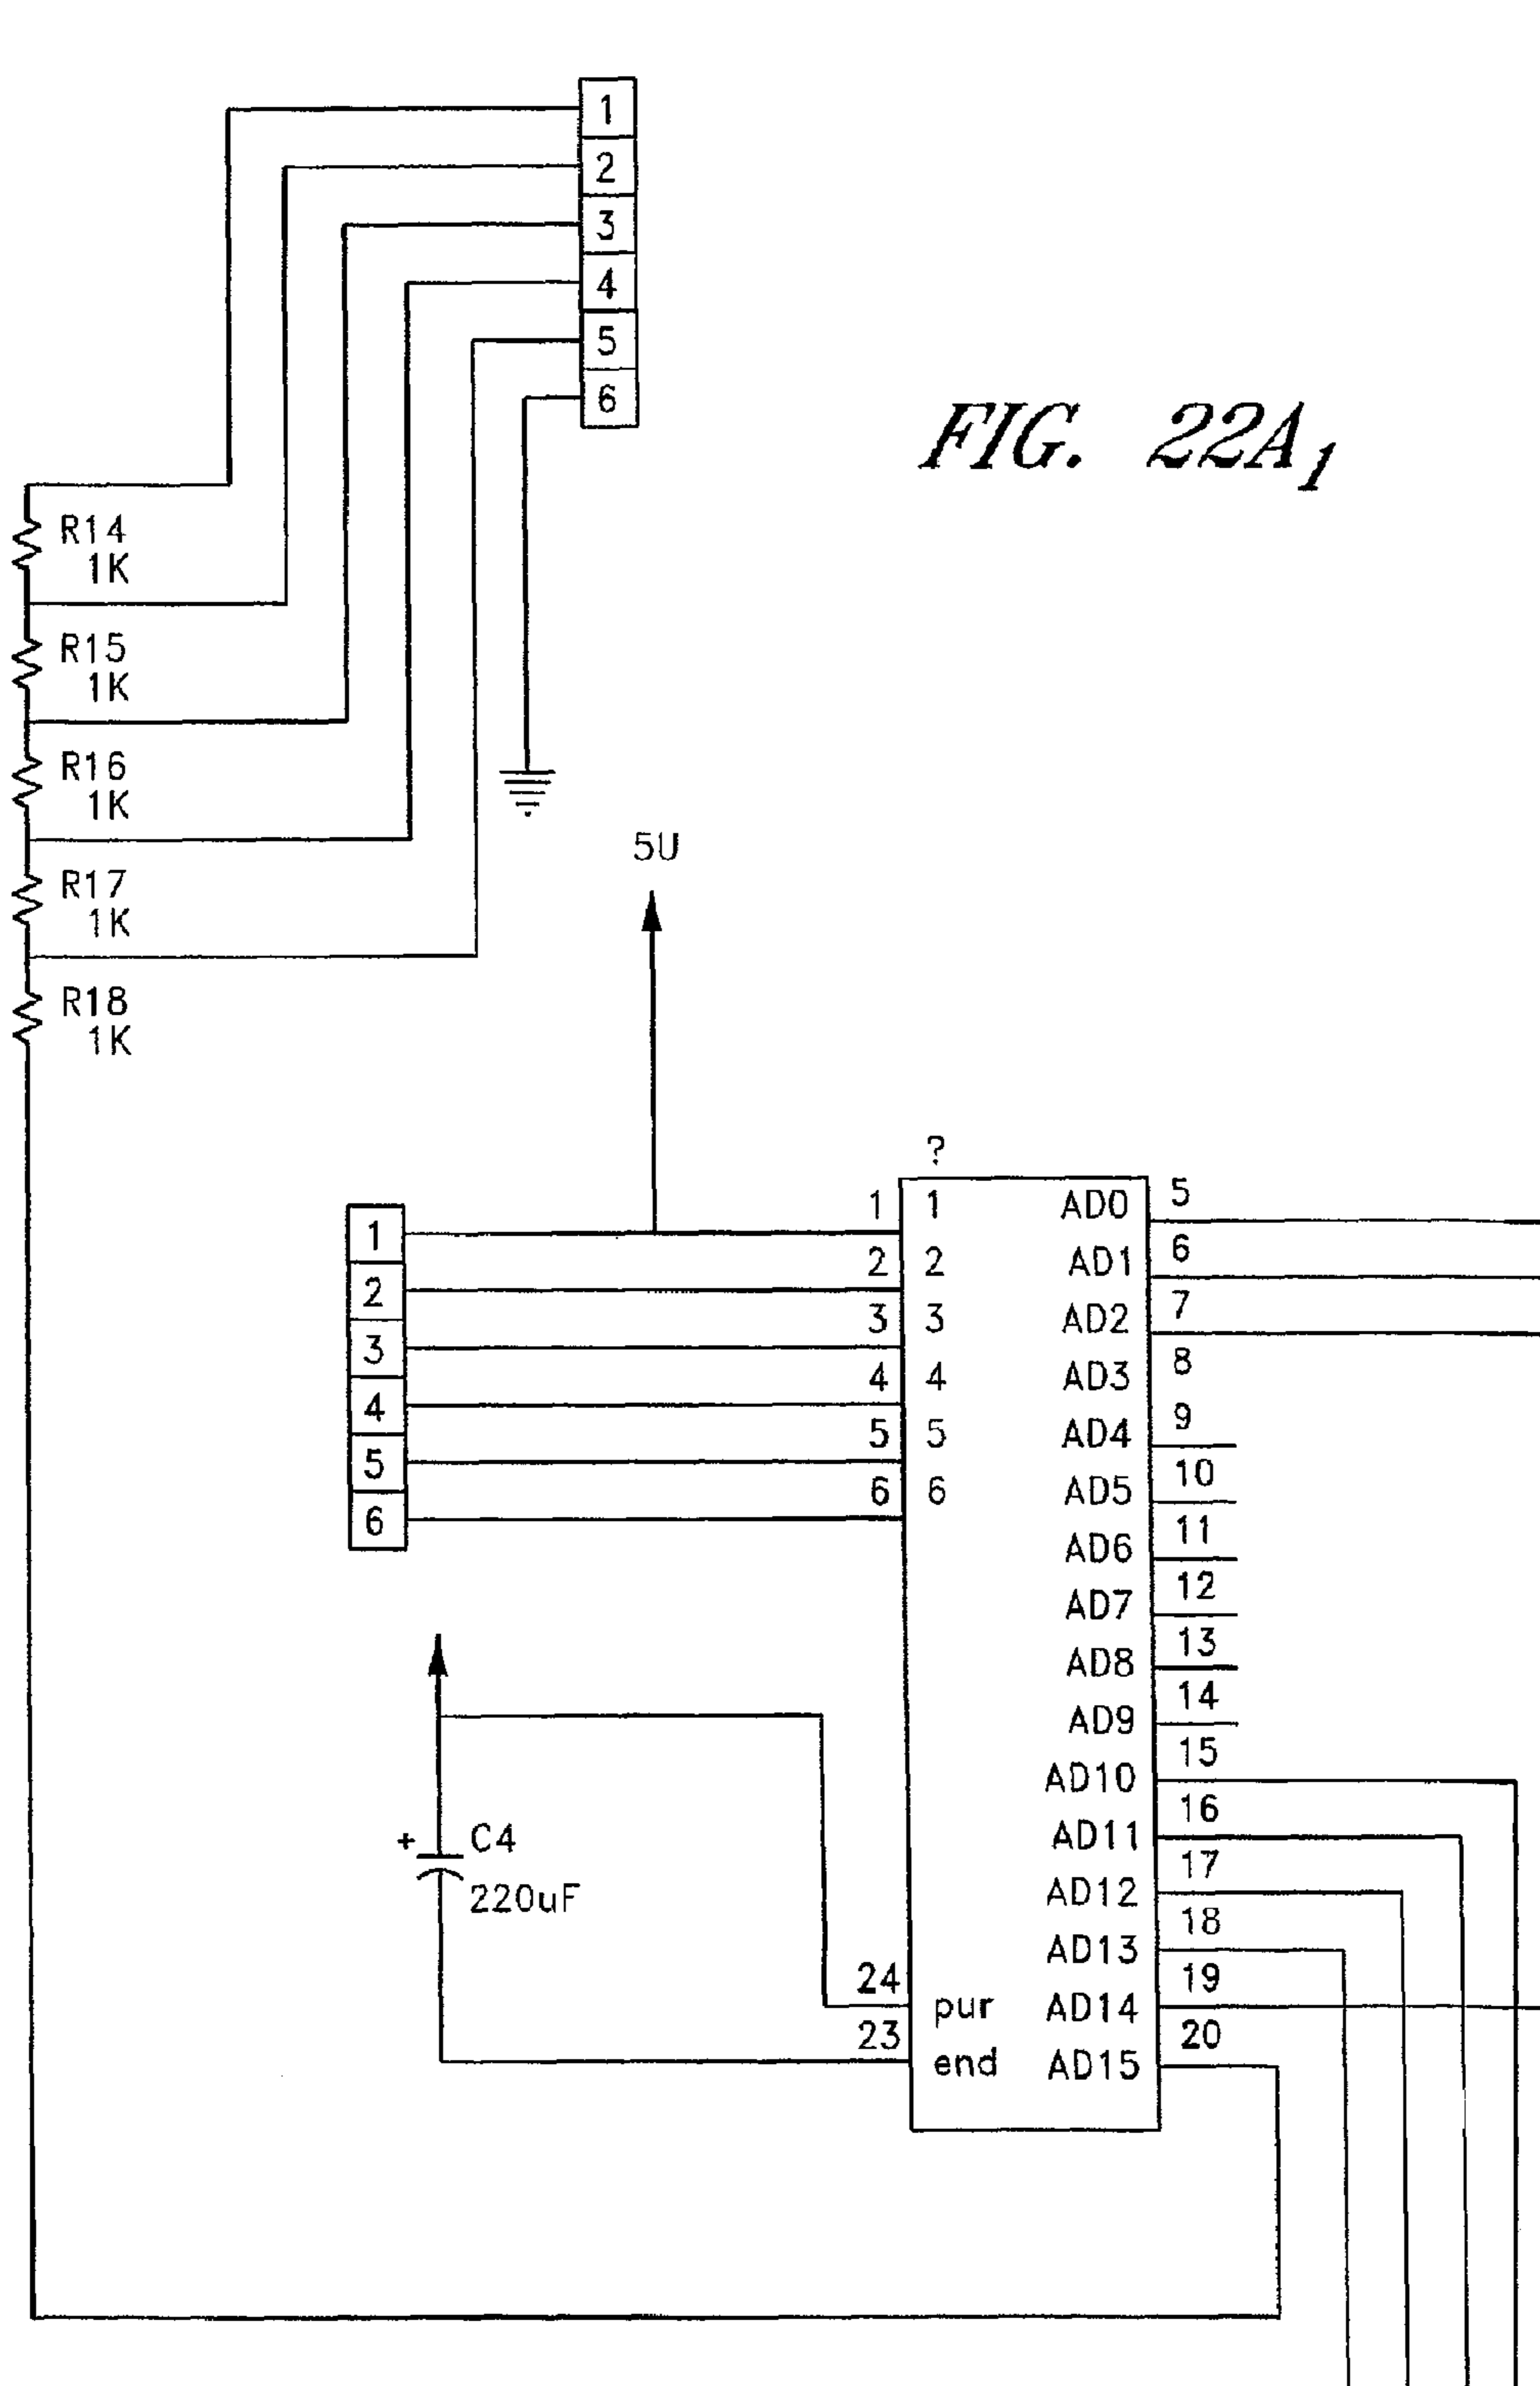 1
2
3
4
5
6
FIG. 22A1
R14
1K
R15
1K
R16
1K
R17
1K
R18
1K
5U
?
1
2
3
4
5
6
1 1 AD0 5
2 2 AD1 6
3 3 AD2 7
4 4 AD3 8
5 5 AD4 9
6 6 AD5 10
AD6 11
AD7 12
AD8 13
AD9 14
AD10 15
AD11 16
AD12 17
AD13 18
24 pur AD14 19
23 end AD15 20
+ C4
220uF